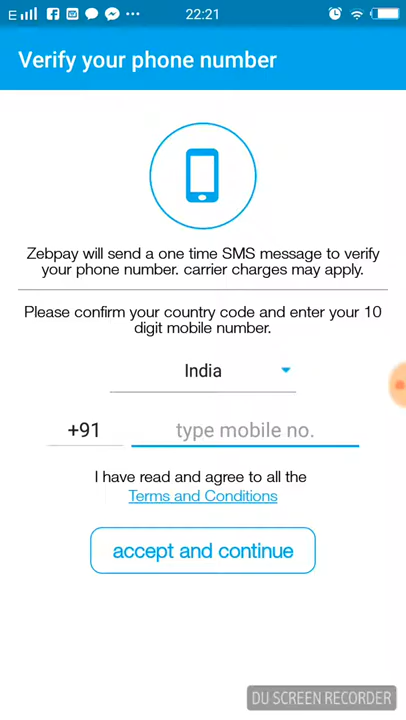 E 22:21
Verify your phone number
Zebpay will send a one time SMS message to verify
your phone number. carrier charges may apply.
Please confirm your country code and enter your 10
digit mobile number.
India
+91 type mobile no.
I have read and agree to all the
Terms and Conditions
accept and continue
DU SCREEN RECORDER